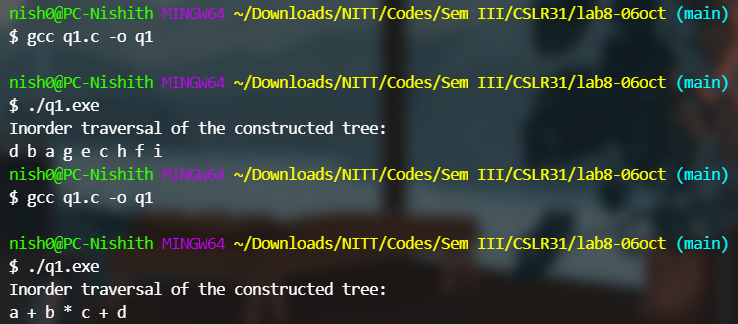 nish0@PC-Nishith MINGW64 ~/Downloads/NITT/Codes/Sem III/CSLR31/lab8-06oct (main)
$ gcc q1.c -o q1
nish0@PC-Nishith MINGW64 ~/Downloads/NITT/Codes/Sem III/CSLR31/lab8-06oct (main)
$ ./q1.exe
Inorder traversal of the constructed tree:
d b a g e c h f i
nish0@PC-Nishith MINGW64 ~/Downloads/NITT/Codes/Sem III/CSLR31/lab8-06oct (main)
$ gcc q1.c -o q1
nish0@PC-Nishith MINGW64 ~/Downloads/NITT/Codes/Sem III/CSLR31/lab8-06oct (main)
$ ./q1.exe
Inorder traversal of the constructed tree:
a + b * c + d